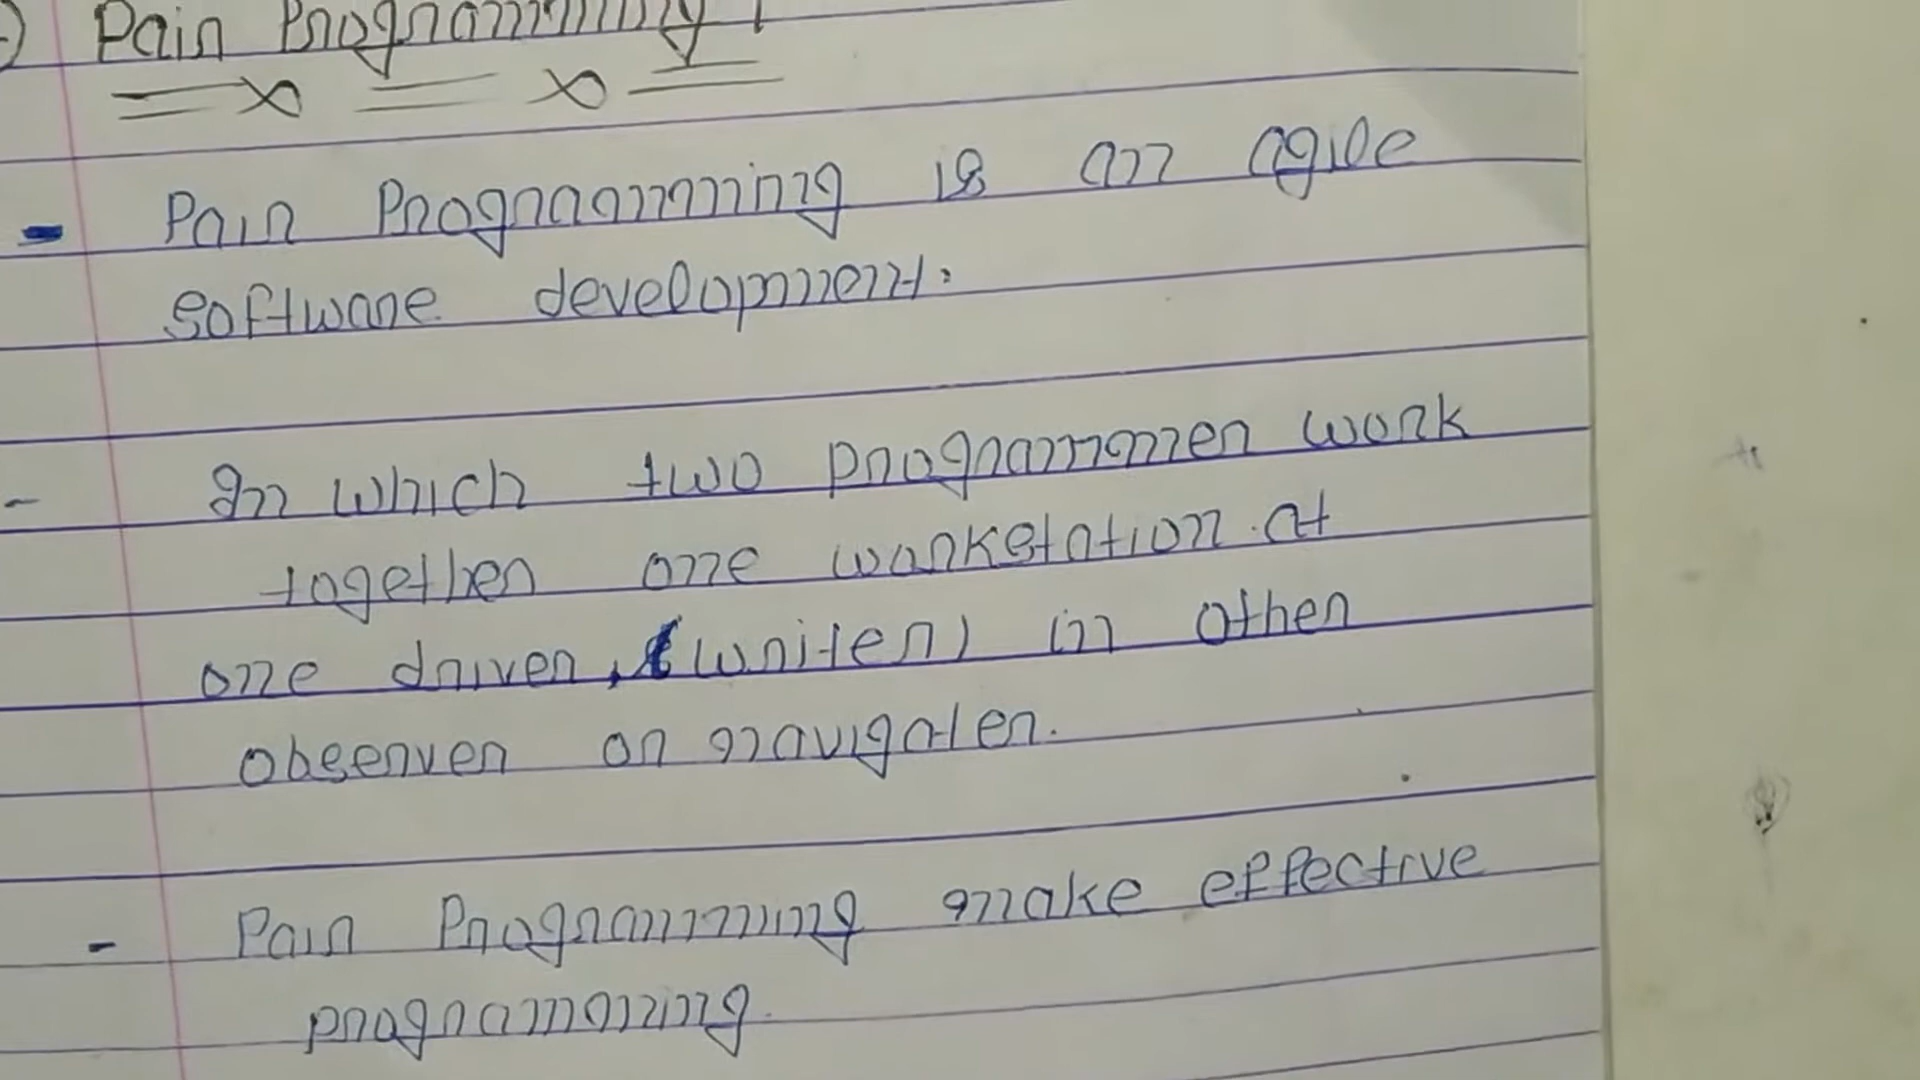 Pair Programming :
- Pair Programming is an agile
software development.
- In which two programmer work
together one workstation. at
one driver, (writer) in other
observer or navigater.
- Pair Programming make effective
programming.